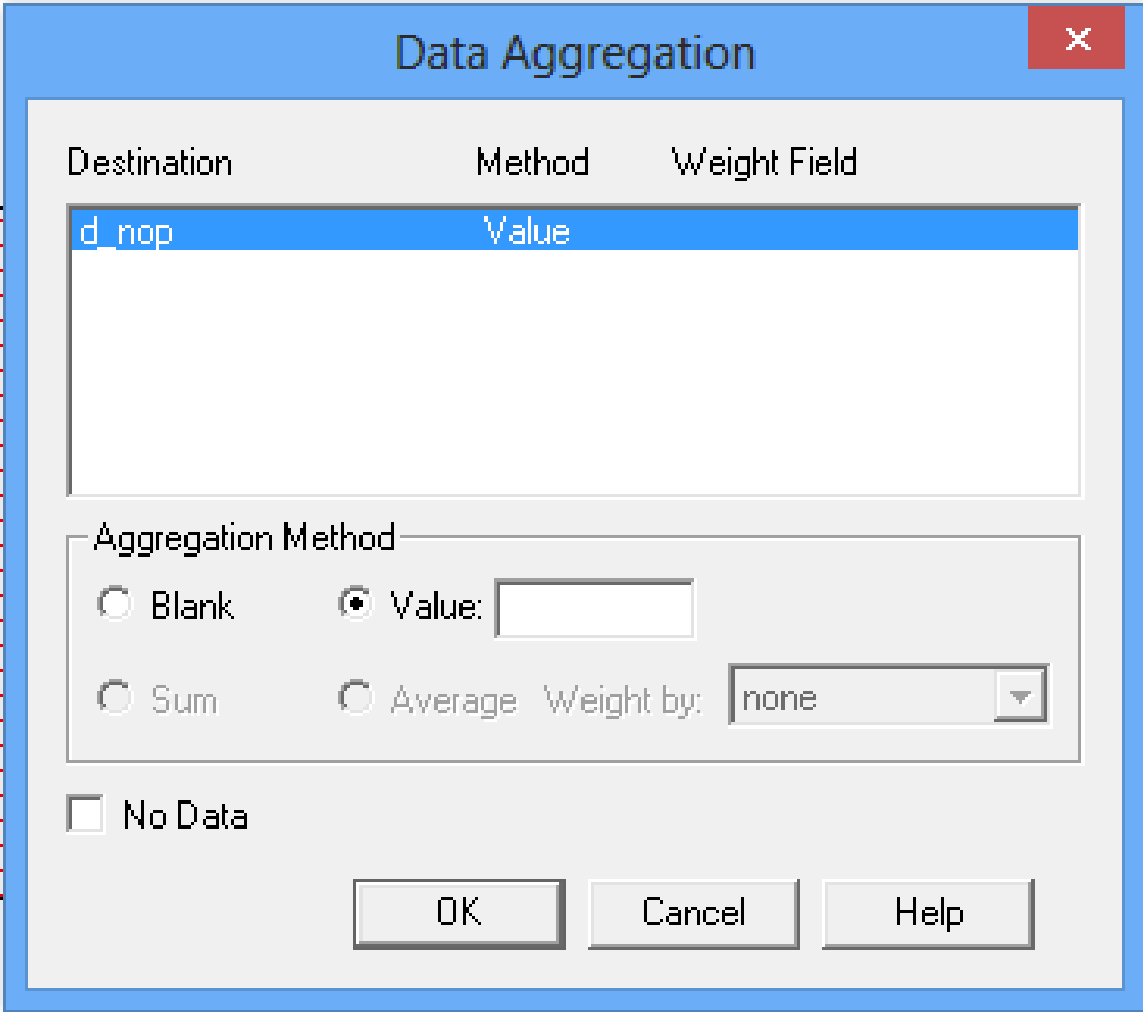 Data Aggregation
Destination Method Weight Field
d_nop Value
Aggregation Method
Blank Value:
Sum Average Weight by: none
No Data
OK Cancel Help